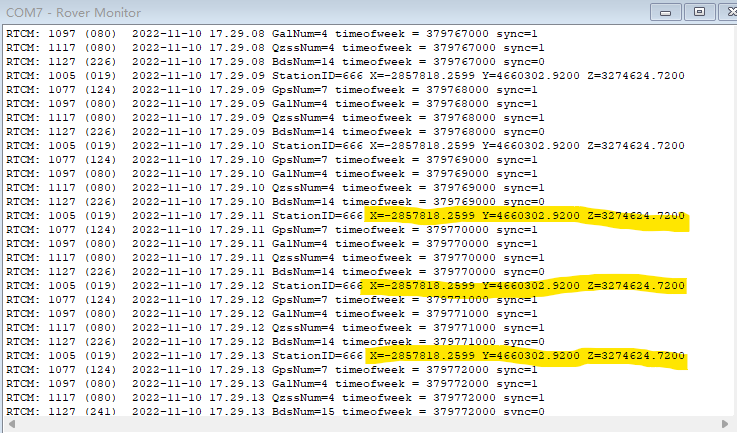 COM7 - Rover Monitor
RTCM: 1097 (080)  2022-11-10 17.29.08 GalNum=4 timeofweek = 379767000 sync=1
RTCM: 1117 (080)  2022-11-10 17.29.08 QzssNum=4 timeofweek = 379767000 sync=1
RTCM: 1127 (226)  2022-11-10 17.29.08 BdsNum=14 timeofweek = 379767000 sync=0
RTCM: 1005 (019)  2022-11-10 17.29.09 StationID=666 X=-2857818.2599 Y=4660302.9200 Z=3274624.7200
RTCM: 1077 (124)  2022-11-10 17.29.09 GpsNum=7 timeofweek = 379768000 sync=1
RTCM: 1097 (080)  2022-11-10 17.29.09 GalNum=4 timeofweek = 379768000 sync=1
RTCM: 1117 (080)  2022-11-10 17.29.09 QzssNum=4 timeofweek = 379768000 sync=1
RTCM: 1127 (226)  2022-11-10 17.29.09 BdsNum=14 timeofweek = 379768000 sync=0
RTCM: 1005 (019)  2022-11-10 17.29.10 StationID=666 X=-2857818.2599 Y=4660302.9200 Z=3274624.7200
RTCM: 1077 (124)  2022-11-10 17.29.10 GpsNum=7 timeofweek = 379769000 sync=1
RTCM: 1097 (080)  2022-11-10 17.29.10 GalNum=4 timeofweek = 379769000 sync=1
RTCM: 1117 (080)  2022-11-10 17.29.10 QzssNum=4 timeofweek = 379769000 sync=1
RTCM: 1127 (226)  2022-11-10 17.29.10 BdsNum=14 timeofweek = 379769000 sync=0
RTCM: 1005 (019)  2022-11-10 17.29.11 StationID=666 X=-2857818.2599 Y=4660302.9200 Z=3274624.7200
RTCM: 1077 (124)  2022-11-10 17.29.11 GpsNum=7 timeofweek = 379770000 sync=1
RTCM: 1097 (080)  2022-11-10 17.29.11 GalNum=4 timeofweek = 379770000 sync=1
RTCM: 1117 (080)  2022-11-10 17.29.11 QzssNum=4 timeofweek = 379770000 sync=1
RTCM: 1127 (226)  2022-11-10 17.29.11 BdsNum=14 timeofweek = 379770000 sync=0
RTCM: 1005 (019)  2022-11-10 17.29.12 StationID=666 X=-2857818.2599 Y=4660302.9200 Z=3274624.7200
RTCM: 1077 (124)  2022-11-10 17.29.12 GpsNum=7 timeofweek = 379771000 sync=1
RTCM: 1097 (080)  2022-11-10 17.29.12 GalNum=4 timeofweek = 379771000 sync=1
RTCM: 1117 (080)  2022-11-10 17.29.12 QzssNum=4 timeofweek = 379771000 sync=1
RTCM: 1127 (226)  2022-11-10 17.29.12 BdsNum=14 timeofweek = 379771000 sync=0
RTCM: 1005 (019)  2022-11-10 17.29.13 StationID=666 X=-2857818.2599 Y=4660302.9200 Z=3274624.7200
RTCM: 1077 (124)  2022-11-10 17.29.13 GpsNum=7 timeofweek = 379772000 sync=1
RTCM: 1097 (080)  2022-11-10 17.29.13 GalNum=4 timeofweek = 379772000 sync=1
RTCM: 1117 (080)  2022-11-10 17.29.13 QzssNum=4 timeofweek = 379772000 sync=1
RTCM: 1127 (241)  2022-11-10 17.29.13 BdsNum=15 timeofweek = 379772000 sync=0